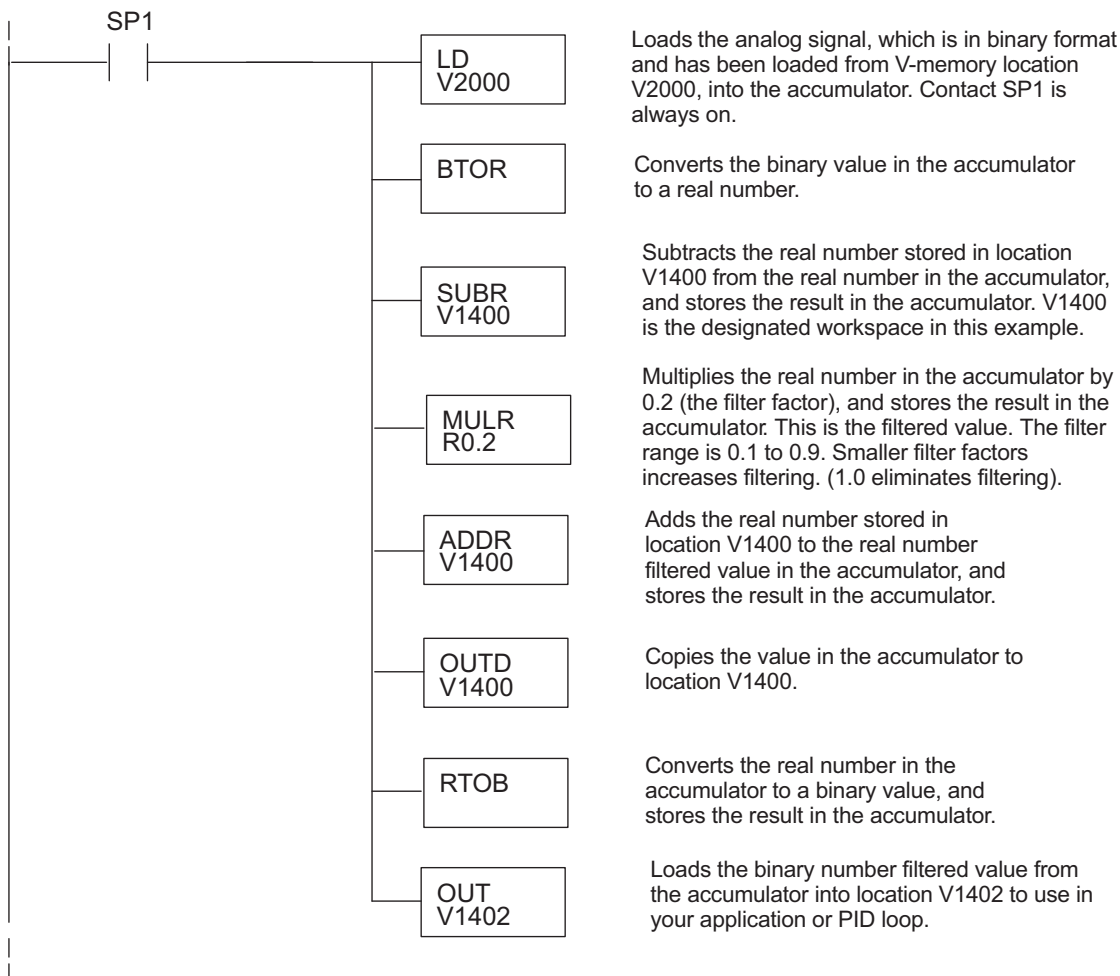 SP1
LD
V2000
Loads the analog signal, which is in binary format
and has been loaded from V-memory location
V2000, into the accumulator. Contact SP1 is
always on.
BTOR
Converts the binary value in the accumulator
to a real number.
SUBR
V1400
Subtracts the real number stored in location
V1400 from the real number in the accumulator,
and stores the result in the accumulator. V1400
is the designated workspace in this example.
MULR
R0.2
Multiplies the real number in the accumulator by
0.2 (the filter factor), and stores the result in the
accumulator. This is the filtered value. The filter
range is 0.1 to 0.9. Smaller filter factors
increases filtering. (1.0 eliminates filtering).
ADDR
V1400
Adds the real number stored in
location V1400 to the real number
filtered value in the accumulator, and
stores the result in the accumulator.
OUTD
V1400
Copies the value in the accumulator to
location V1400.
RTOB
Converts the real number in the
accumulator to a binary value, and
stores the result in the accumulator.
OUT
V1402
Loads the binary number filtered value from
the accumulator into location V1402 to use in
your application or PID loop.